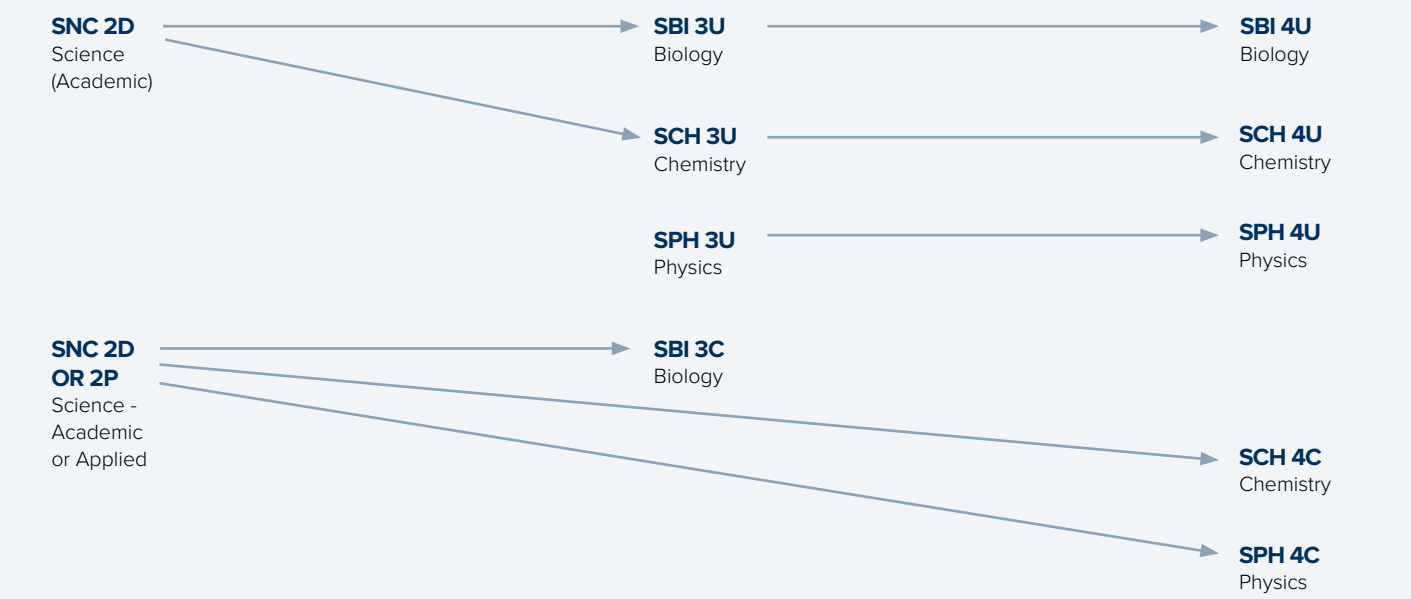 SNC 2D
Science
(Academic)
SBI 3U
Biology
SBI 4U
Biology
SCH 3U
Chemistry
SCH 4U
Chemistry
SPH 3U
Physics
SPH 4U
Physics
SNC 2D
OR 2P
Science -
Academic
or Applied
SBI 3C
Biology
SCH 4C
Chemistry
SPH 4C
Physics